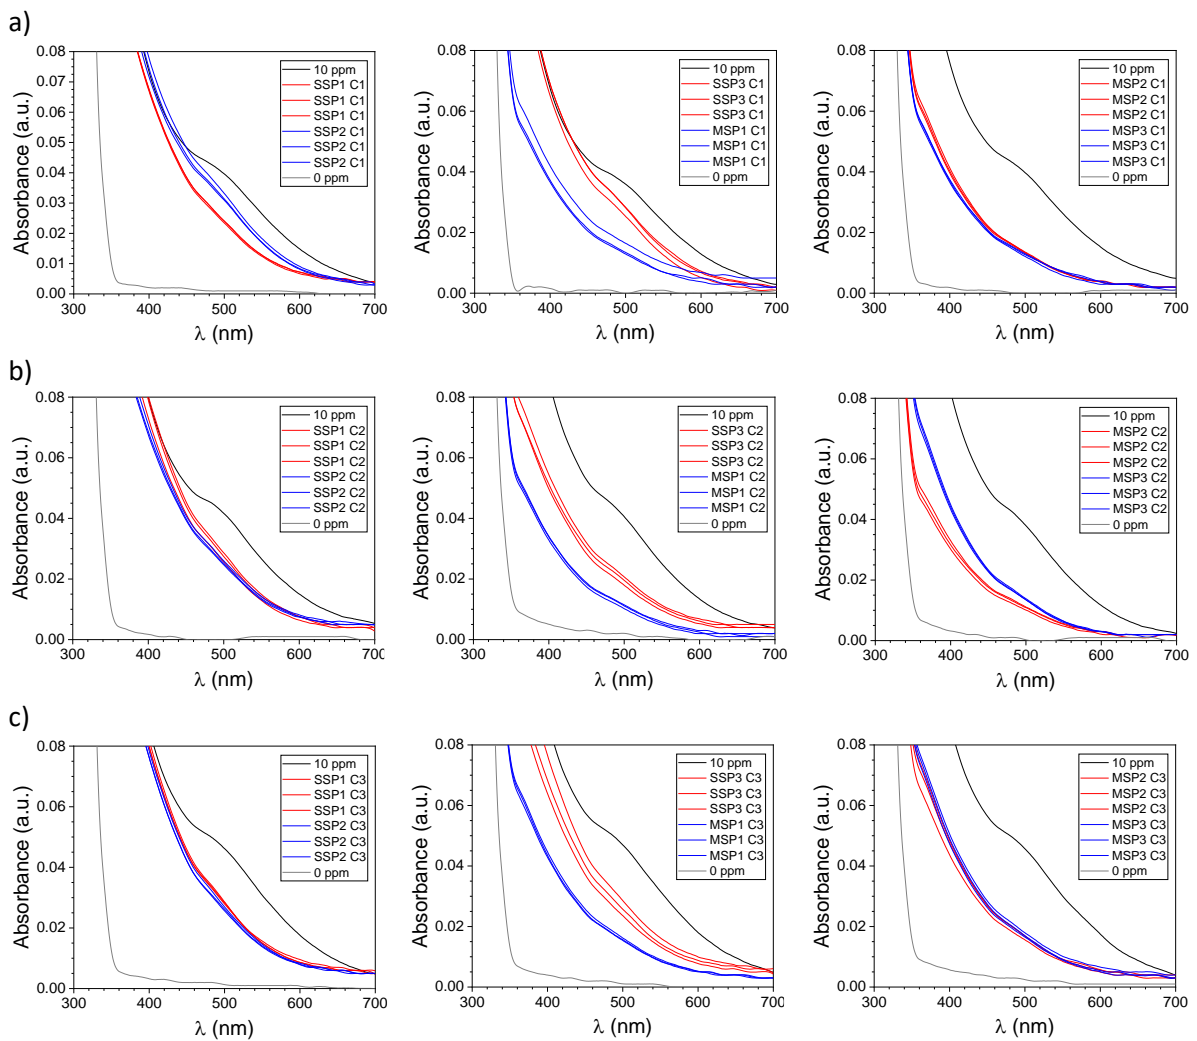 a)
0.08
0.07
0.06
0.05
0.04
0.03
0.02
0.01
0.00
300 400 500 600 700
Absorbance (a.u.)
λ (nm)
10 ppm
SSP1 C1
SSP1 C1
SSP1 C1
SSP2 C1
SSP2 C1
SSP2 C1
0 ppm
0.08
0.06
0.04
0.02
0.00
300 400 500 600 700
Absorbance (a.u.)
λ (nm)
10 ppm
SSP3 C1
SSP3 C1
SSP3 C1
MSP1 C1
MSP1 C1
MSP1 C1
0 ppm
0.08
0.06
0.04
0.02
0.00
300 400 500 600 700
Absorbance (a.u.)
λ (nm)
10 ppm
MSP2 C1
MSP2 C1
MSP2 C1
MSP3 C1
MSP3 C1
MSP3 C1
0 ppm
b)
0.08
0.06
0.04
0.02
0.00
300 400 500 600 700
Absorbance (a.u.)
λ (nm)
10 ppm
SSP1 C2
SSP1 C2
SSP1 C2
SSP2 C2
SSP2 C2
SSP2 C2
0 ppm
0.08
0.06
0.04
0.02
0.00
300 400 500 600 700
Absorbance (a.u.)
λ (nm)
10 ppm
SSP3 C2
SSP3 C2
SSP3 C2
MSP1 C2
MSP1 C2
MSP1 C2
0 ppm
0.08
0.06
0.04
0.02
0.00
300 400 500 600 700
Absorbance (a.u.)
λ (nm)
10 ppm
MSP2 C2
MSP2 C2
MSP2 C2
MSP3 C2
MSP3 C2
MSP3 C2
0 ppm
c)
0.08
0.06
0.04
0.02
0.00
300 400 500 600 700
Absorbance (a.u.)
λ (nm)
10 ppm
SSP1 C3
SSP1 C3
SSP1 C3
SSP2 C3
SSP2 C3
SSP2 C3
0 ppm
0.08
0.06
0.04
0.02
0.00
300 400 500 600 700
Absorbance (a.u.)
λ (nm)
10 ppm
SSP3 C3
SSP3 C3
SSP3 C3
MSP1 C3
MSP1 C3
MSP1 C3
0 ppm
0.08
0.06
0.04
0.02
0.00
300 400 500 600 700
Absorbance (a.u.)
λ (nm)
10 ppm
MSP2 C3
MSP2 C3
MSP2 C3
MSP3 C3
MSP3 C3
MSP3 C3
0 ppm